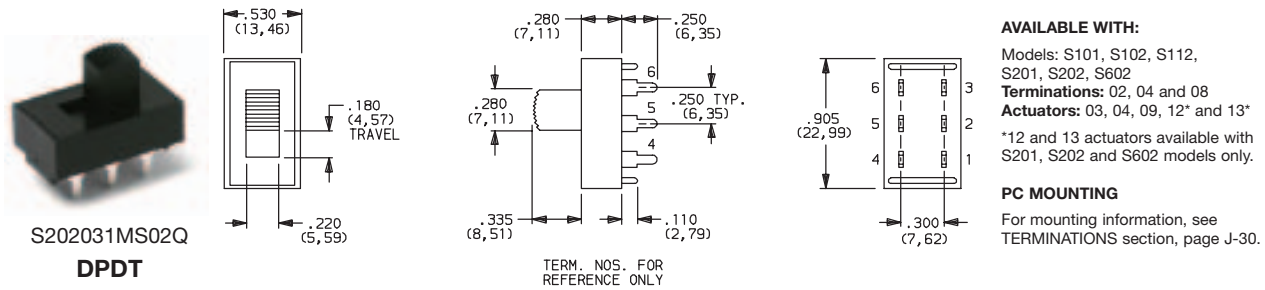 S202031MS02Q
DPDT
.530
(13,46)
.180
(4,57)
TRAVEL
.220
(5,59)
.280
(7,11)
.250
(6,35)
.280
(7,11)
6
5
4
.250 TYP.
(6,35)
.335
(8,51)
.110
(2,79)
TERM. NOS. FOR
REFERENCE ONLY
.905
(22,99)
6 3
5 2
4 1
.300
(7,62)
AVAILABLE WITH:
Models: S101, S102, S112,
S201, S202, S602
Terminations: 02, 04 and 08
Actuators: 03, 04, 09, 12* and 13*
*12 and 13 actuators available with
S201, S202 and S602 models only.
PC MOUNTING
For mounting information, see
TERMINATIONS section, page J-30.